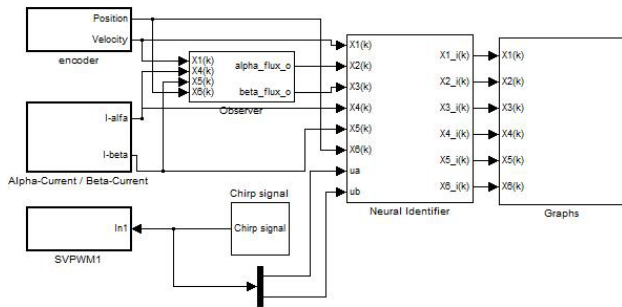 Position
Velocity
encoder
X1(k)
X4(k)
X5(k)
X6(k)
alpha_flux_o
beta_flux_o
Observer
I-alfa
I-beta
Alpha-Current / Beta-Current
In1
SVPWM1
Chirp signal
Chirp signal
X1(k)
X2(k)
X3(k)
X4(k)
X5(k)
X6(k)
ua
ub
X1_i(k)
X2_i(k)
X3_i(k)
X4_i(k)
X5_i(k)
X6_i(k)
Neural Identifier
X1(k)
X2(k)
X3(k)
X4(k)
X5(k)
X6(k)
Graphs